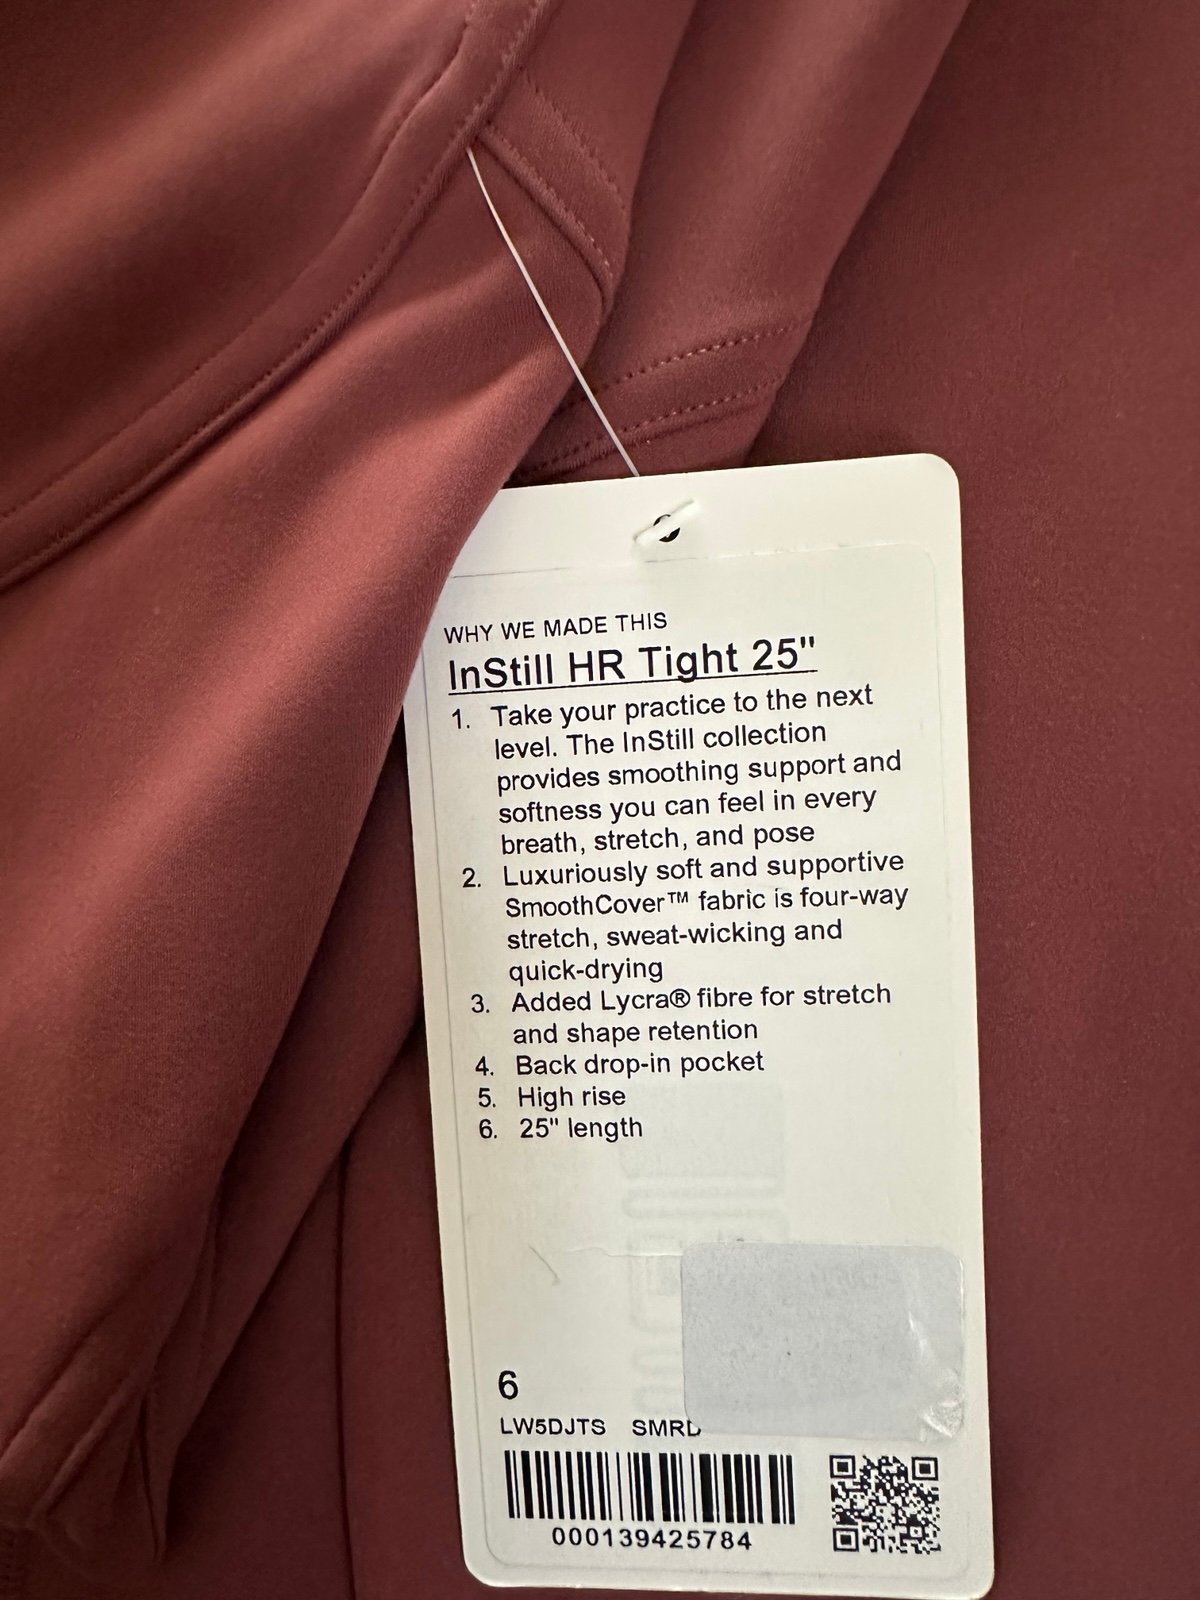 WHY WE MADE THIS
InStill HR Tight 25"
1. Take your practice to the next
level. The InStill collection
provides smoothing support and
softness you can feel in every
breath, stretch, and pose
2. Luxuriously soft and supportive
SmoothCover™ fabric is four-way
stretch, sweat-wicking and
quick-drying
3. Added Lycra® fibre for stretch
and shape retention
4. Back drop-in pocket
5. High rise
6. 25" length
6
LW5DJTS SMRD
000139425784